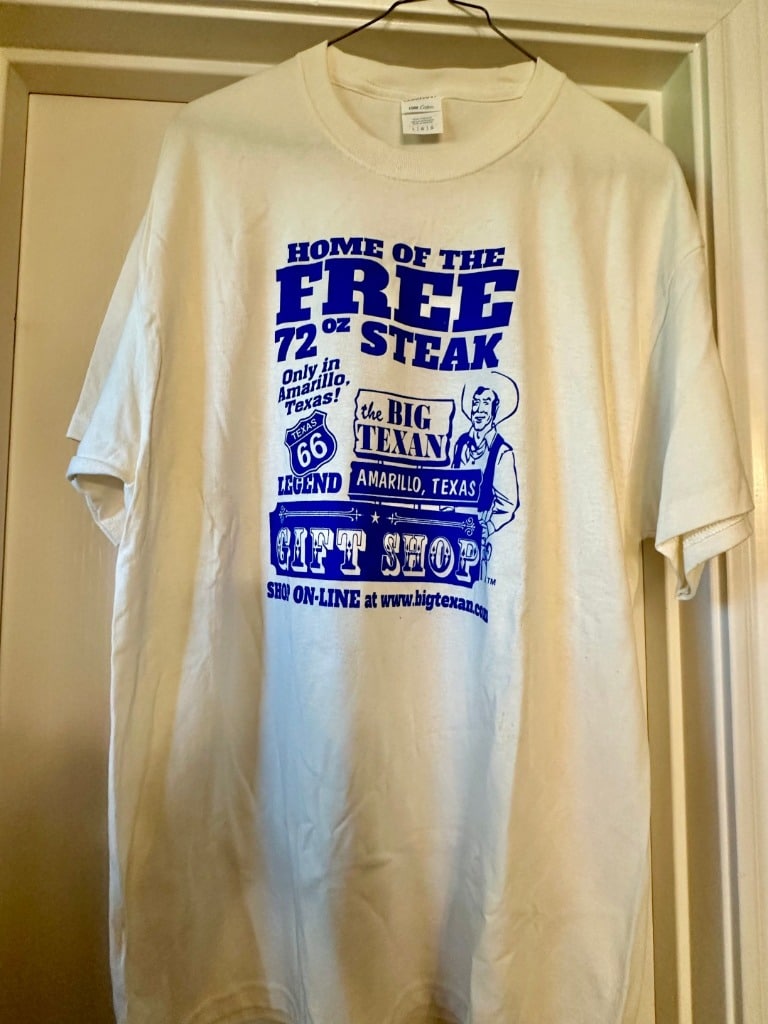 HOME OF THE
FREE
72 oz STEAK
Only in
Amarillo,
Texas!
TEXAS
66
LEGEND
the BIG
TEXAN
AMARILLO, TEXAS
GIFT SHOP
TM
SHOP ON-LINE at www.bigtexan.com